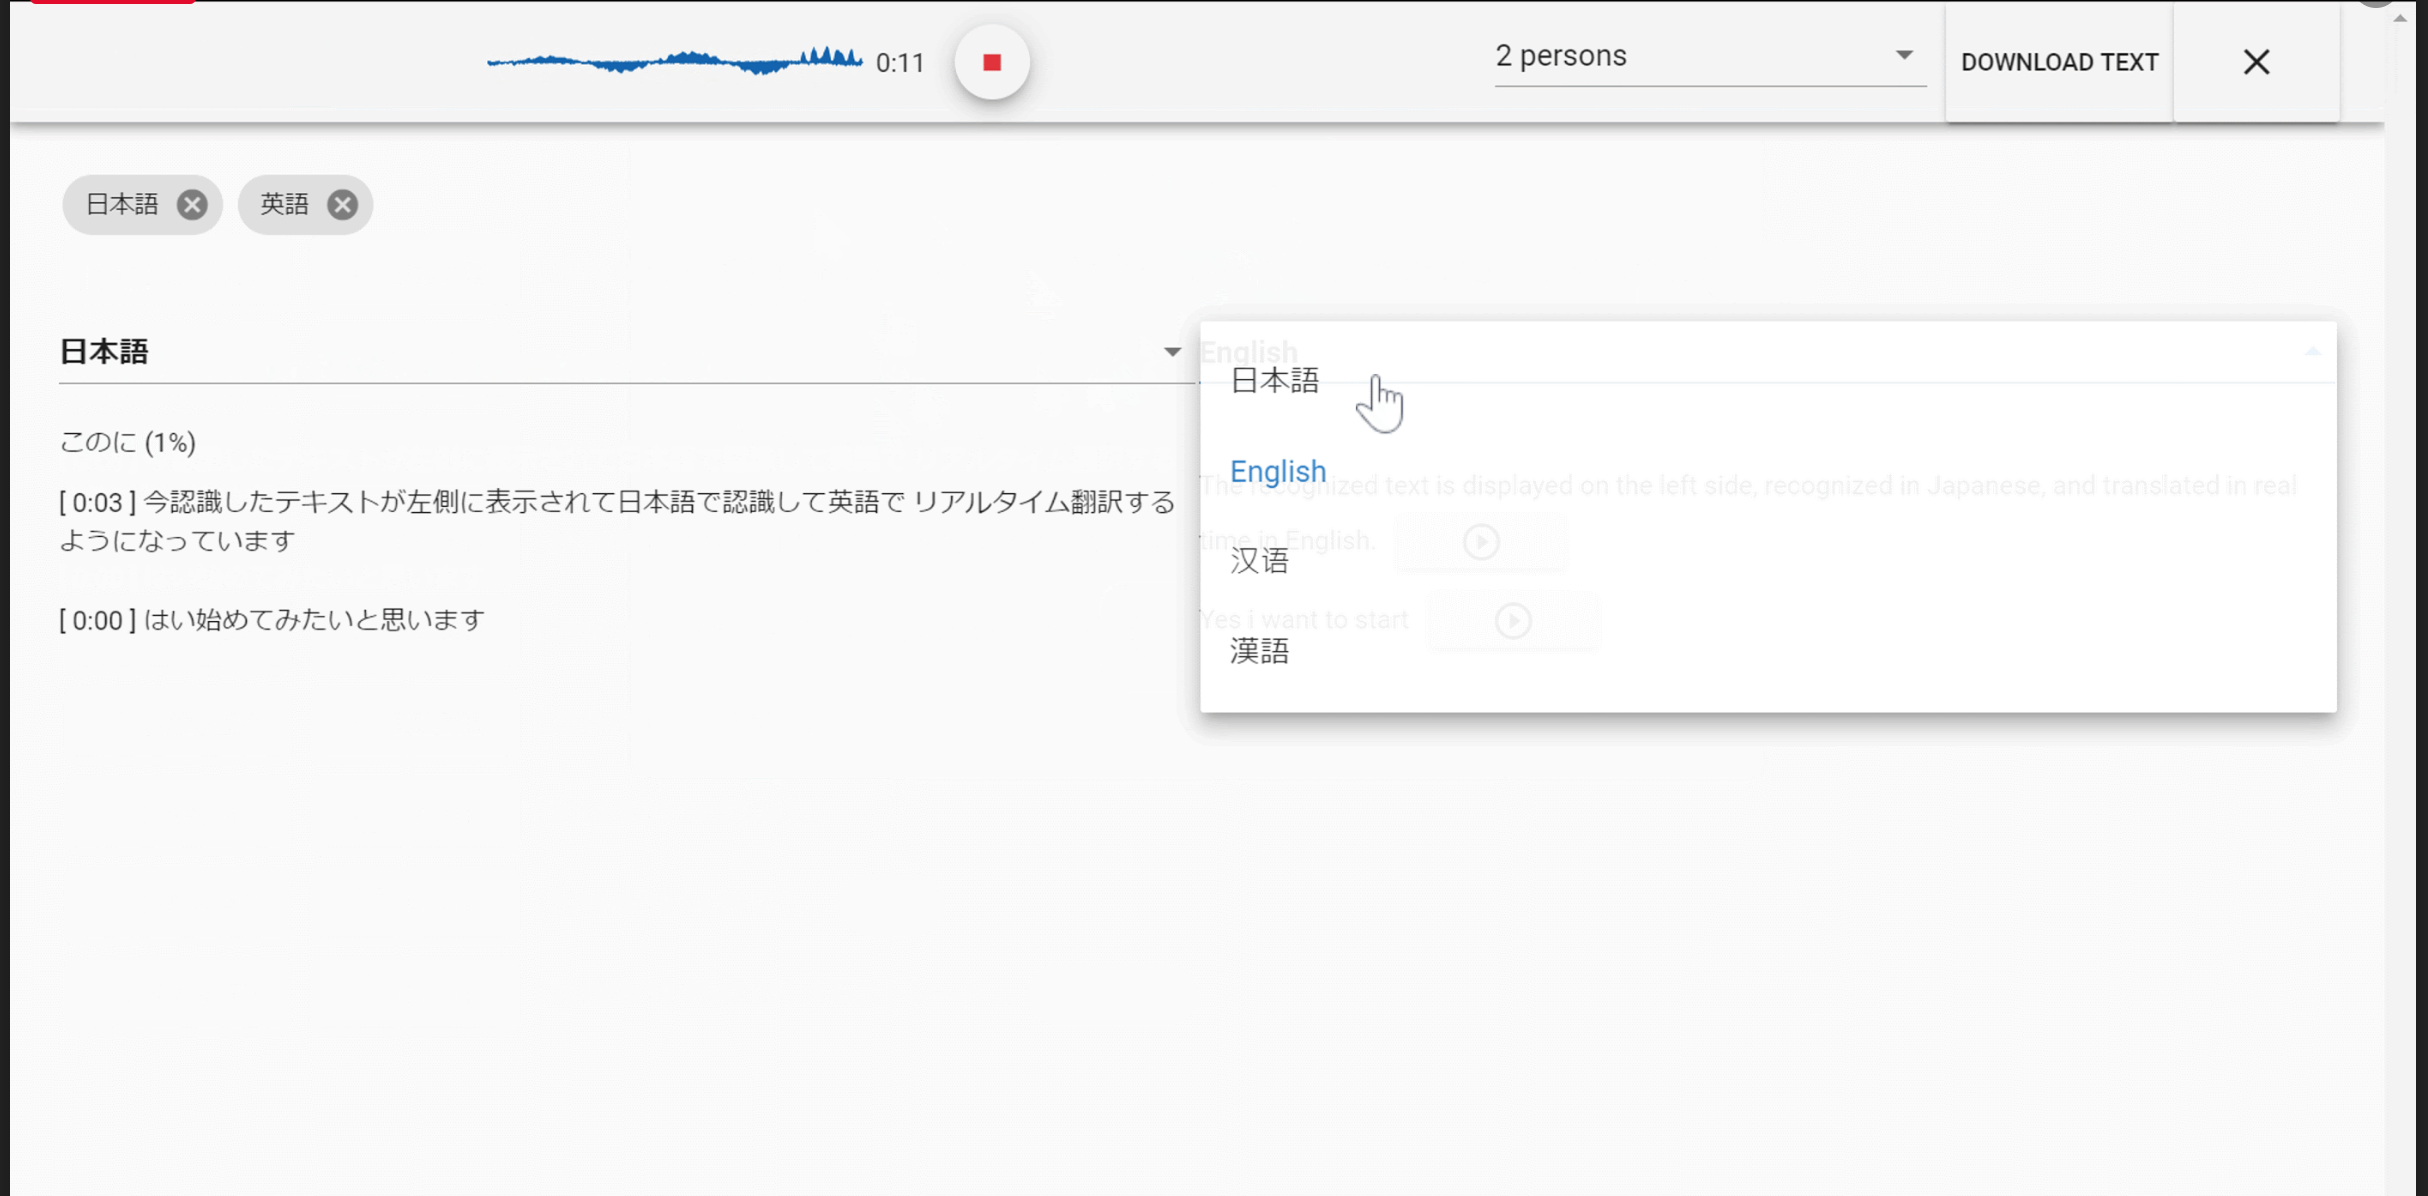 0:11
2 persons
DOWNLOAD TEXT
日本語
英語
日本語
このに (1%)
[ 0:03 ] 今認識したテキストが左側に表示されて日本語で認識して英語で リアルタイム翻訳する
ようになっています
[ 0:00 ] はい始めてみたいと思います
English
日本語
English
The recognized text is displayed on the left side, recognized in Japanese, and translated in real
time in English.
汉语
Yes i want to start
漢語